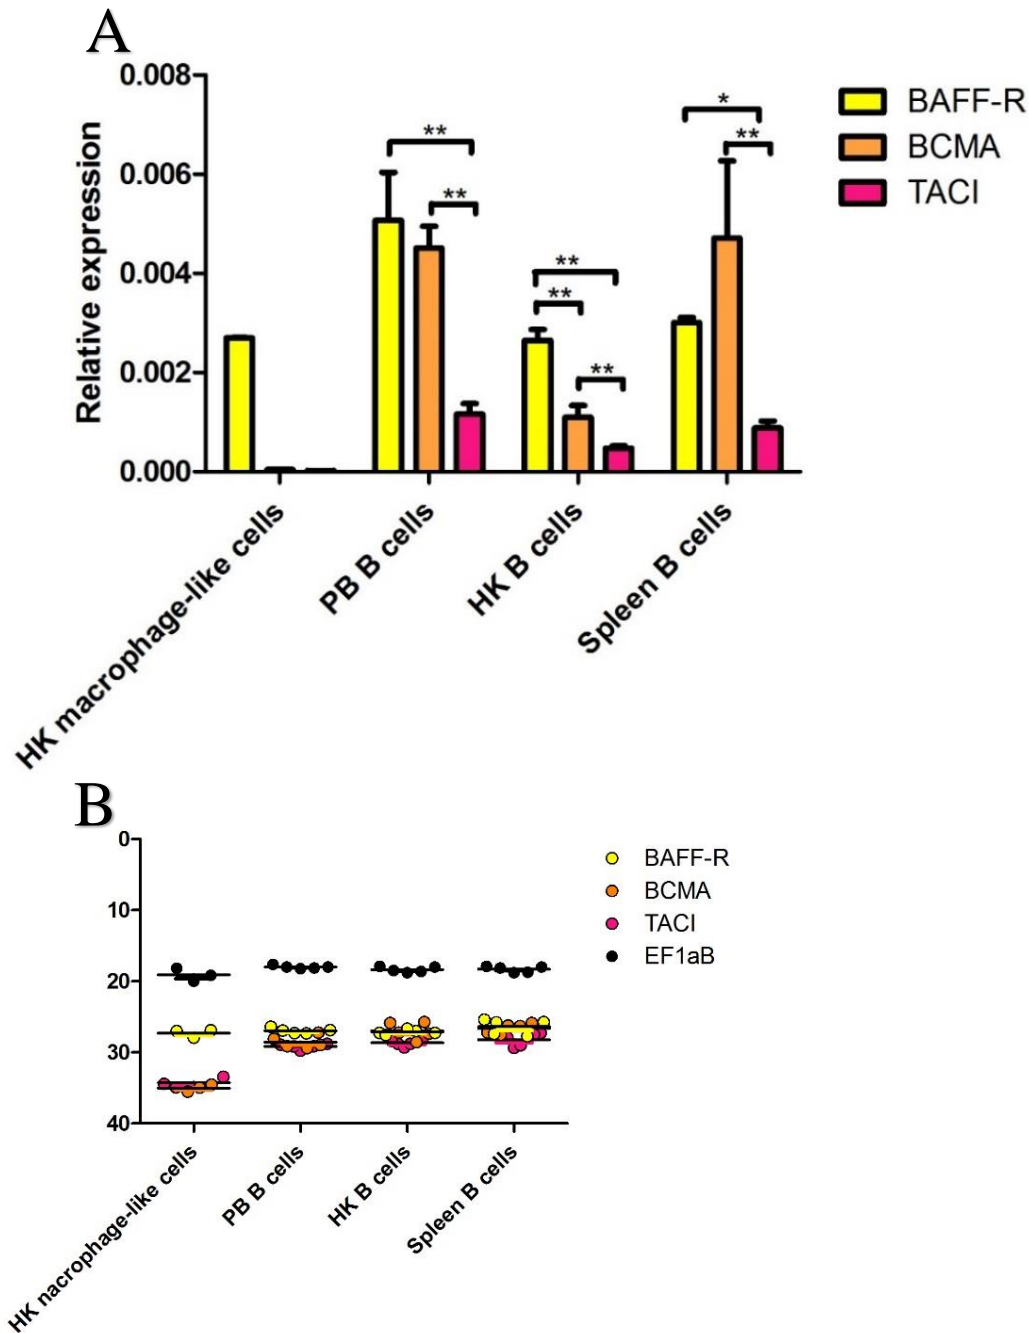 A
0.008
0.006
0.004
0.002
0.000
Relative expression
**
**
**
**
**
*
**
BAFF-R
BCMA
TACI
HK macrophage-like cells
PB B cells
HK B cells
Spleen B cells
B
0
10
20
30
40
BAFF-R
BCMA
TACI
EF1aB
HK nacrophage-like cells
PB B cells
HK B cells
Spleen B cells